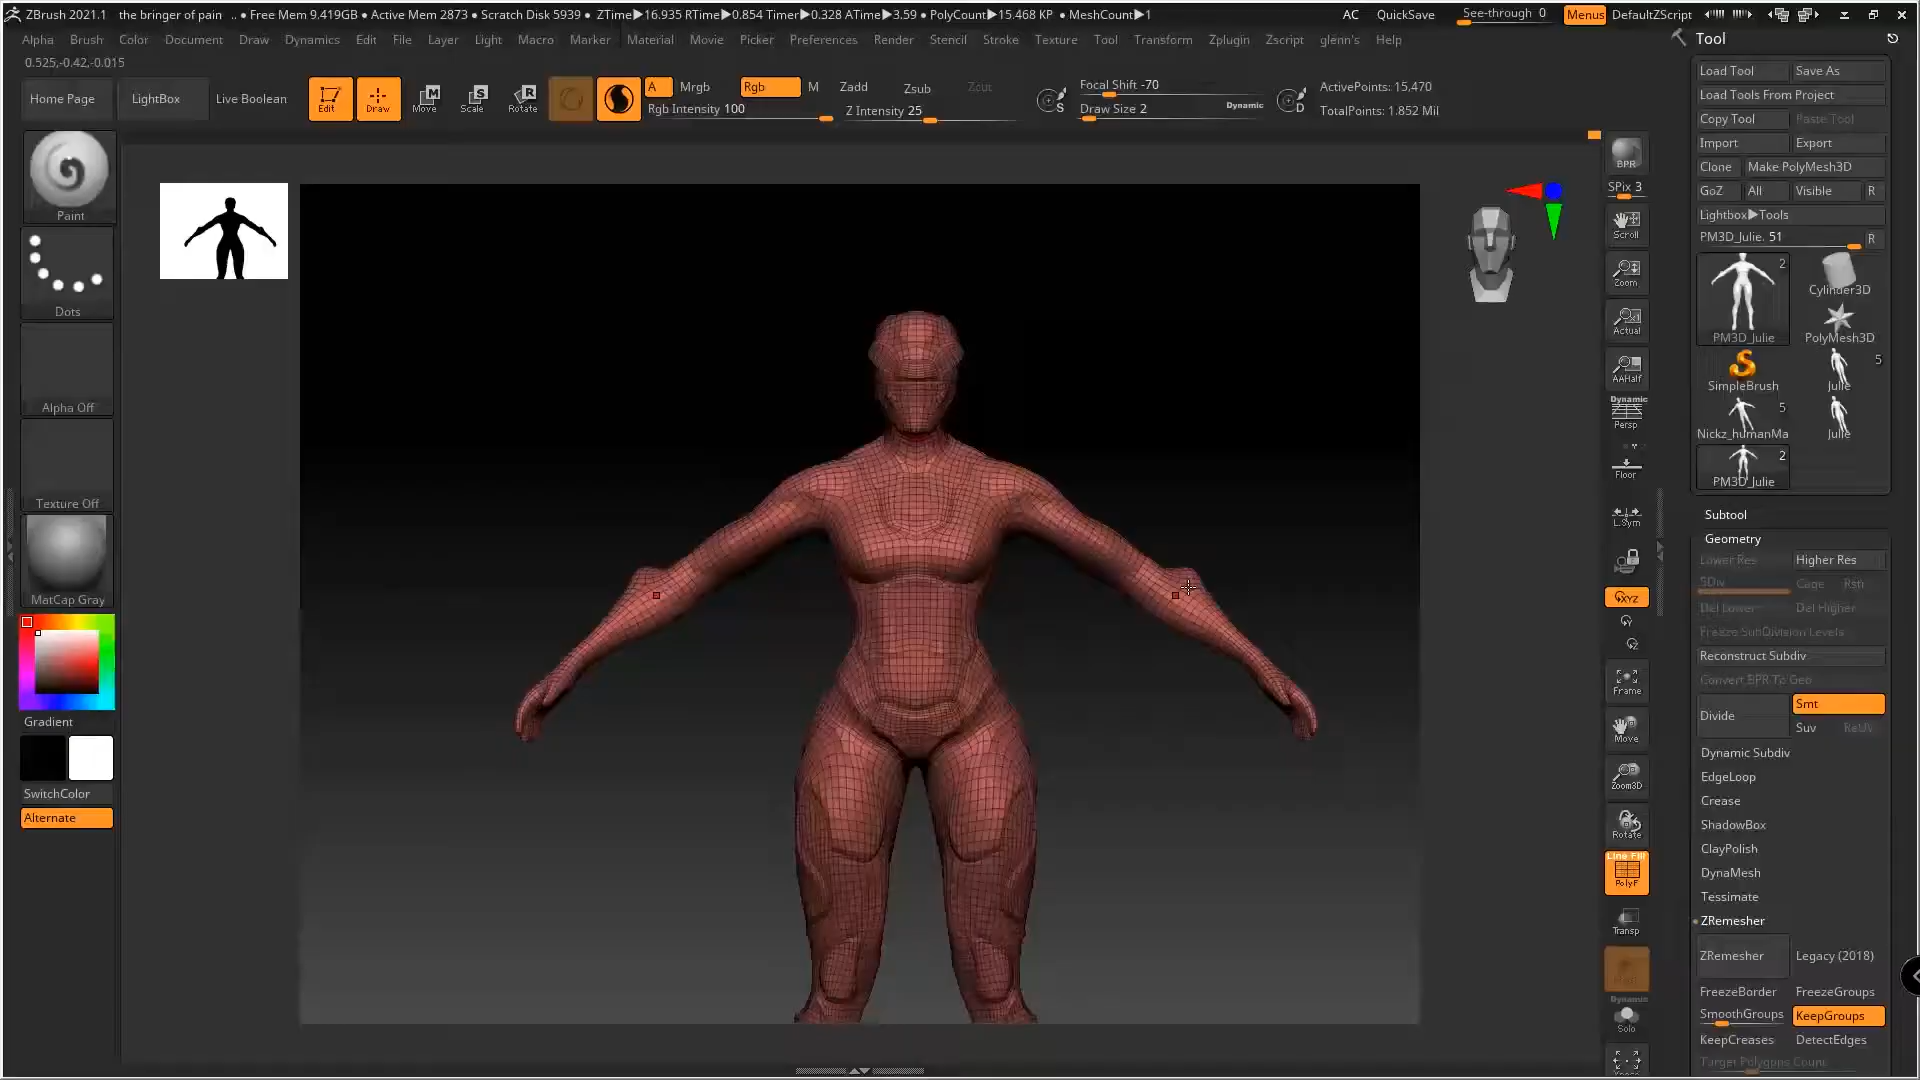 ZBrush 2021.1 the bringer of pain .. • Free Mem 9.419GB • Active Mem 2873 • Scratch Disk 5939 • ZTime▶16.935 RTime▶0.854 Timer▶0.328 ATime▶3.59 • PolyCount▶15.468 KP • MeshCount▶1 AC QuickSave See-through 0 Menus DefaultZScript
Alpha Brush Color Document Draw Dynamics Edit File Layer Light Macro Marker Material Movie Picker Preferences Render Stencil Stroke Texture Tool Transform Zplugin Zscript glenn's Help
0.525,-0.42,-0.015
Home Page LightBox Live Boolean
Edit Draw Move Scale Rotate
A Mrgb Rgb M Zadd Zsub Zcut
Rgb Intensity 100 Z Intensity 25
Focal Shift -70
Draw Size 2 Dynamic
ActivePoints: 15,470
TotalPoints: 1.852 Mil
Paint
Dots
Alpha Off
Texture Off
MatCap Gray
Gradient
SwitchColor
Alternate
BPR
SPix 3
Scroll
Zoom
Actual
AAHalf
Dynamic
Persp
Floor
L.Sym
XYZ
Frame
Move
Zoom3D
Rotate
Line Fill
PolyF
Transp
Dynamic
Solo
Tool
Load Tool Save As
Load Tools From Project
Copy Tool Paste Tool
Import Export
Clone Make PolyMesh3D
GoZ All Visible R
Lightbox▶Tools
PM3D_Julie. 51 R
2
PM3D_Julie
Cylinder3D
PolyMesh3D
SimpleBrush
5
Julie
5
Nickz_humanMa
Julie
2
PM3D_Julie
Subtool
Geometry
Lower Res Higher Res
SDiv Cage Rstr
Del Lower Del Higher
Freeze SubDivision Levels
Reconstruct Subdiv
Convert BPR To Geo
Divide Smt
Suv ReUV
Dynamic Subdiv
EdgeLoop
Crease
ShadowBox
ClayPolish
DynaMesh
Tessimate
ZRemesher
ZRemesher Legacy (2018)
FreezeBorder FreezeGroups
SmoothGroups KeepGroups
KeepCreases DetectEdges
Target Polygons Count